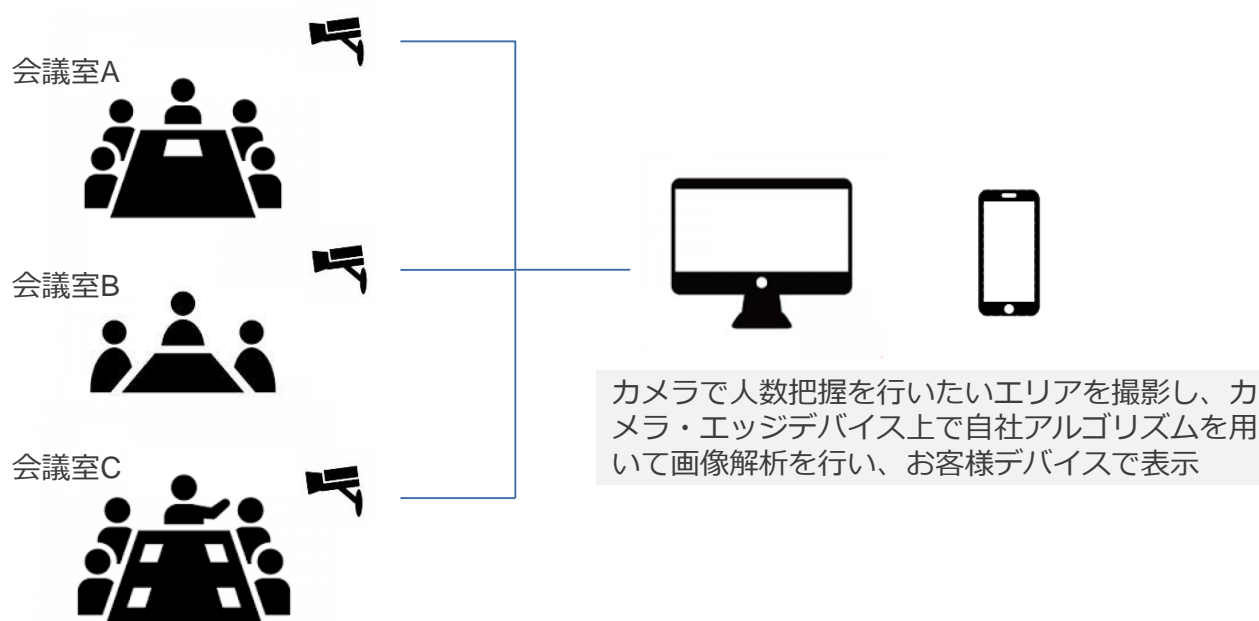 会議室A
会議室B
会議室C
カメラで人数把握を行いたいエリアを撮影し、カ
メラ・エッジデバイス上で自社アルゴリズムを用
いて画像解析を行い、お客様デバイスで表示